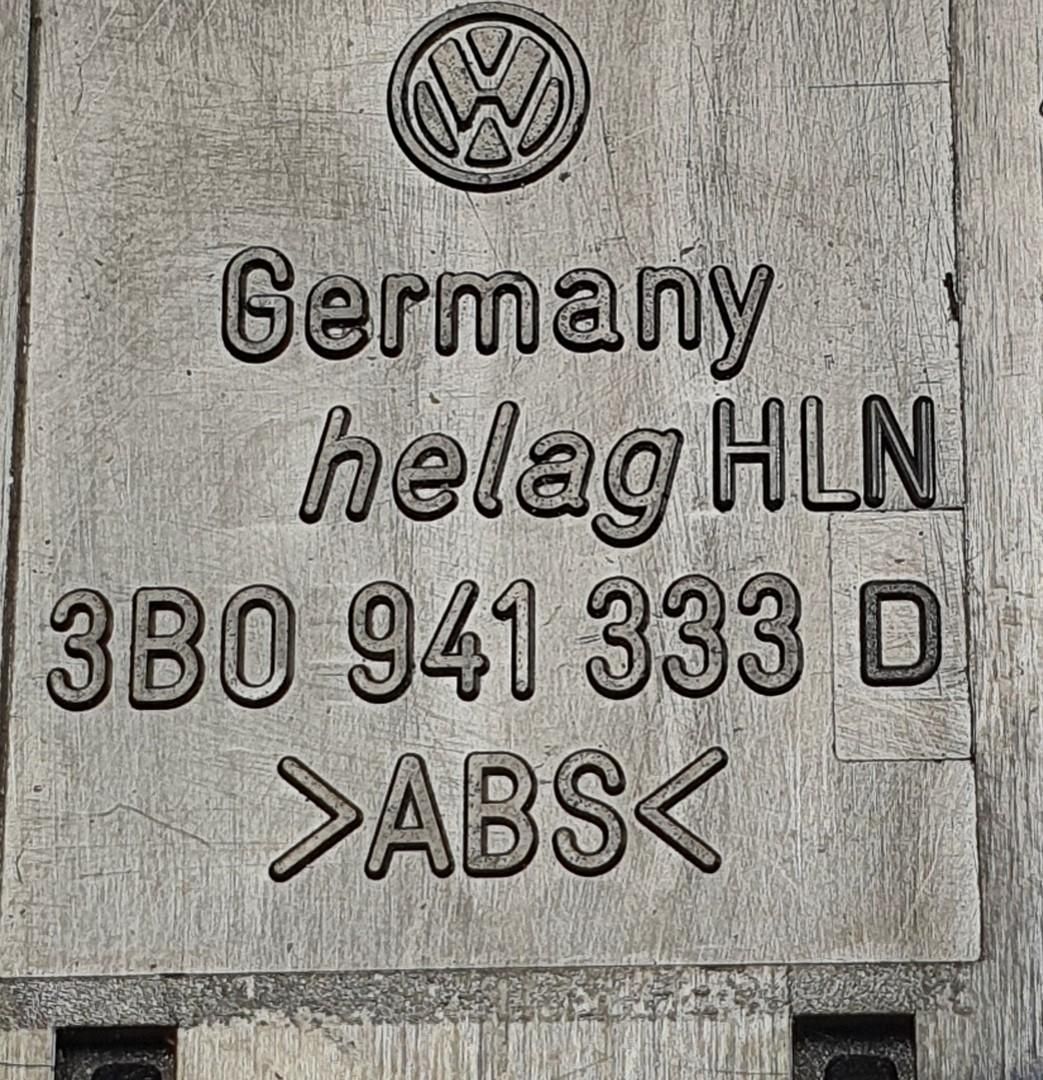 Germany
helag HLN
3B0 941 333 D
>ABS<